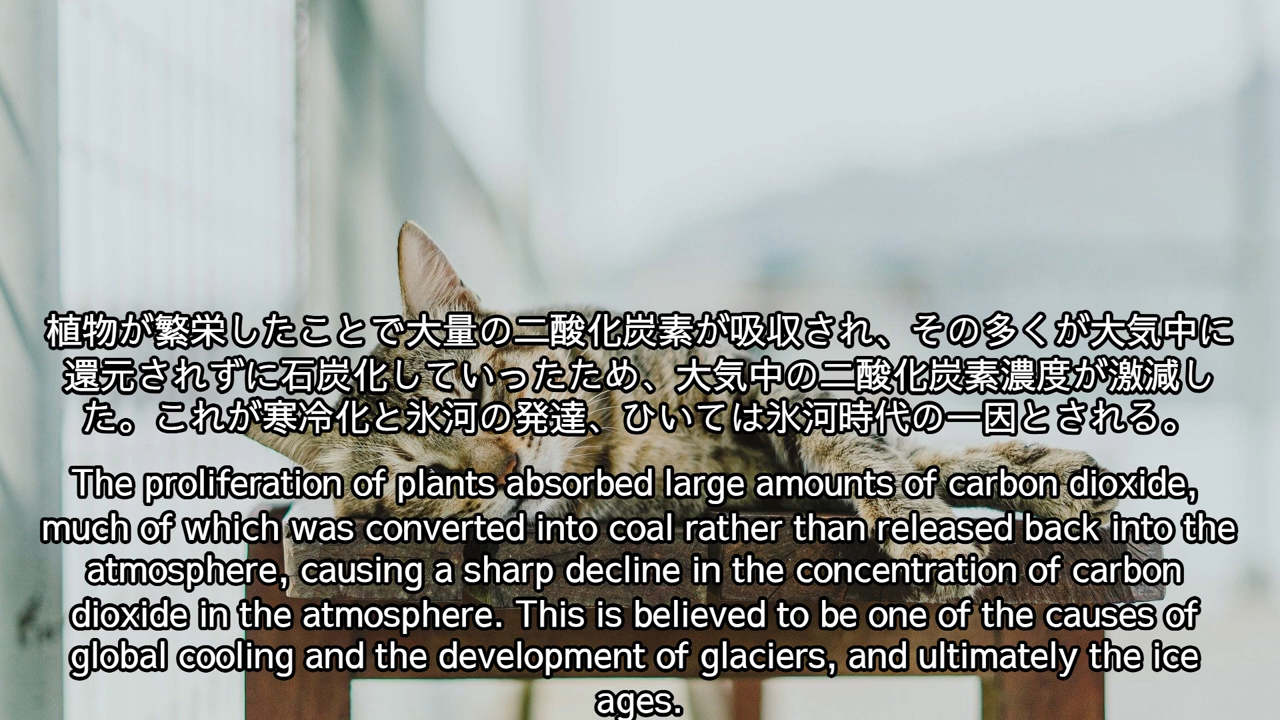 植物が繁栄したことで大量の二酸化炭素が吸収され、その多くが大気中に
還元されずに石炭化していったため、大気中の二酸化炭素濃度が激減し
た。これが寒冷化と氷河の発達、ひいては氷河時代の一因とされる。
The proliferation of plants absorbed large amounts of carbon dioxide,
much of which was converted into coal rather than released back into the
atmosphere, causing a sharp decline in the concentration of carbon
dioxide in the atmosphere. This is believed to be one of the causes of
global cooling and the development of glaciers, and ultimately the ice
ages.